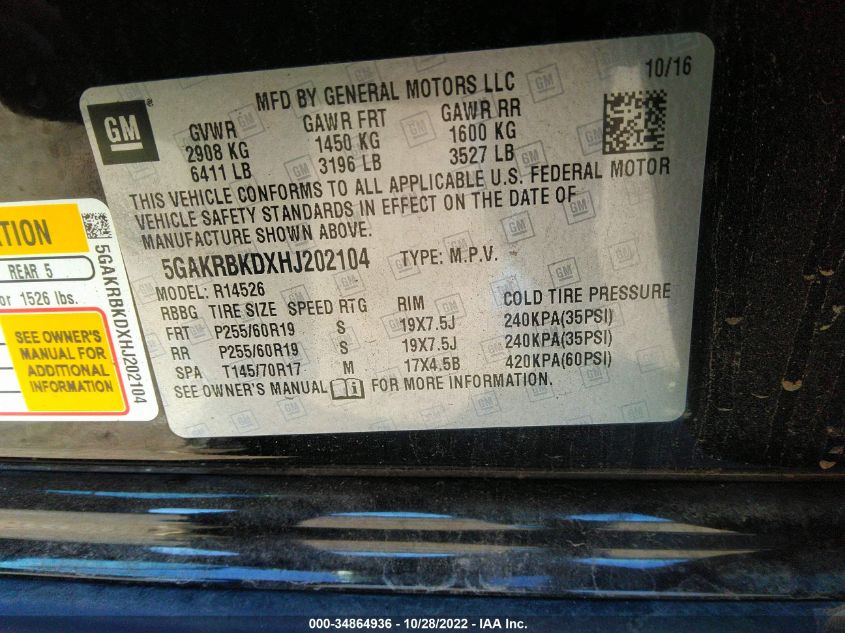 10/16
GM
MFD BY GENERAL MOTORS LLC
GVWR GAWR FRT GAWR RR
2908 KG 1450 KG 1600 KG
6411 LB 3196 LB 3527 LB
THIS VEHICLE CONFORMS TO ALL APPLICABLE U.S. FEDERAL MOTOR
VEHICLE SAFETY STANDARDS IN EFFECT ON THE DATE OF
MANUFACTURE SHOWN ABOVE.
5GAKRBKDXHJ202104 TYPE: M.P.V.
MODEL: R14526
RBBG TIRE SIZE SPEED RTG RIM COLD TIRE PRESSURE
FRT P255/60R19 S 19X7.5J 240KPA(35PSI)
RR P255/60R19 S 19X7.5J 240KPA(35PSI)
SPA T145/70R17 M 17X4.5B 420KPA(60PSI)
SEE OWNER'S MANUAL FOR MORE INFORMATION.
REAR 5
or 1526 lbs.
SEE OWNER'S
MANUAL FOR
ADDITIONAL
INFORMATION
5GAKRBKDXHJ202104
000-34864936 - 10/28/2022 - IAA Inc.